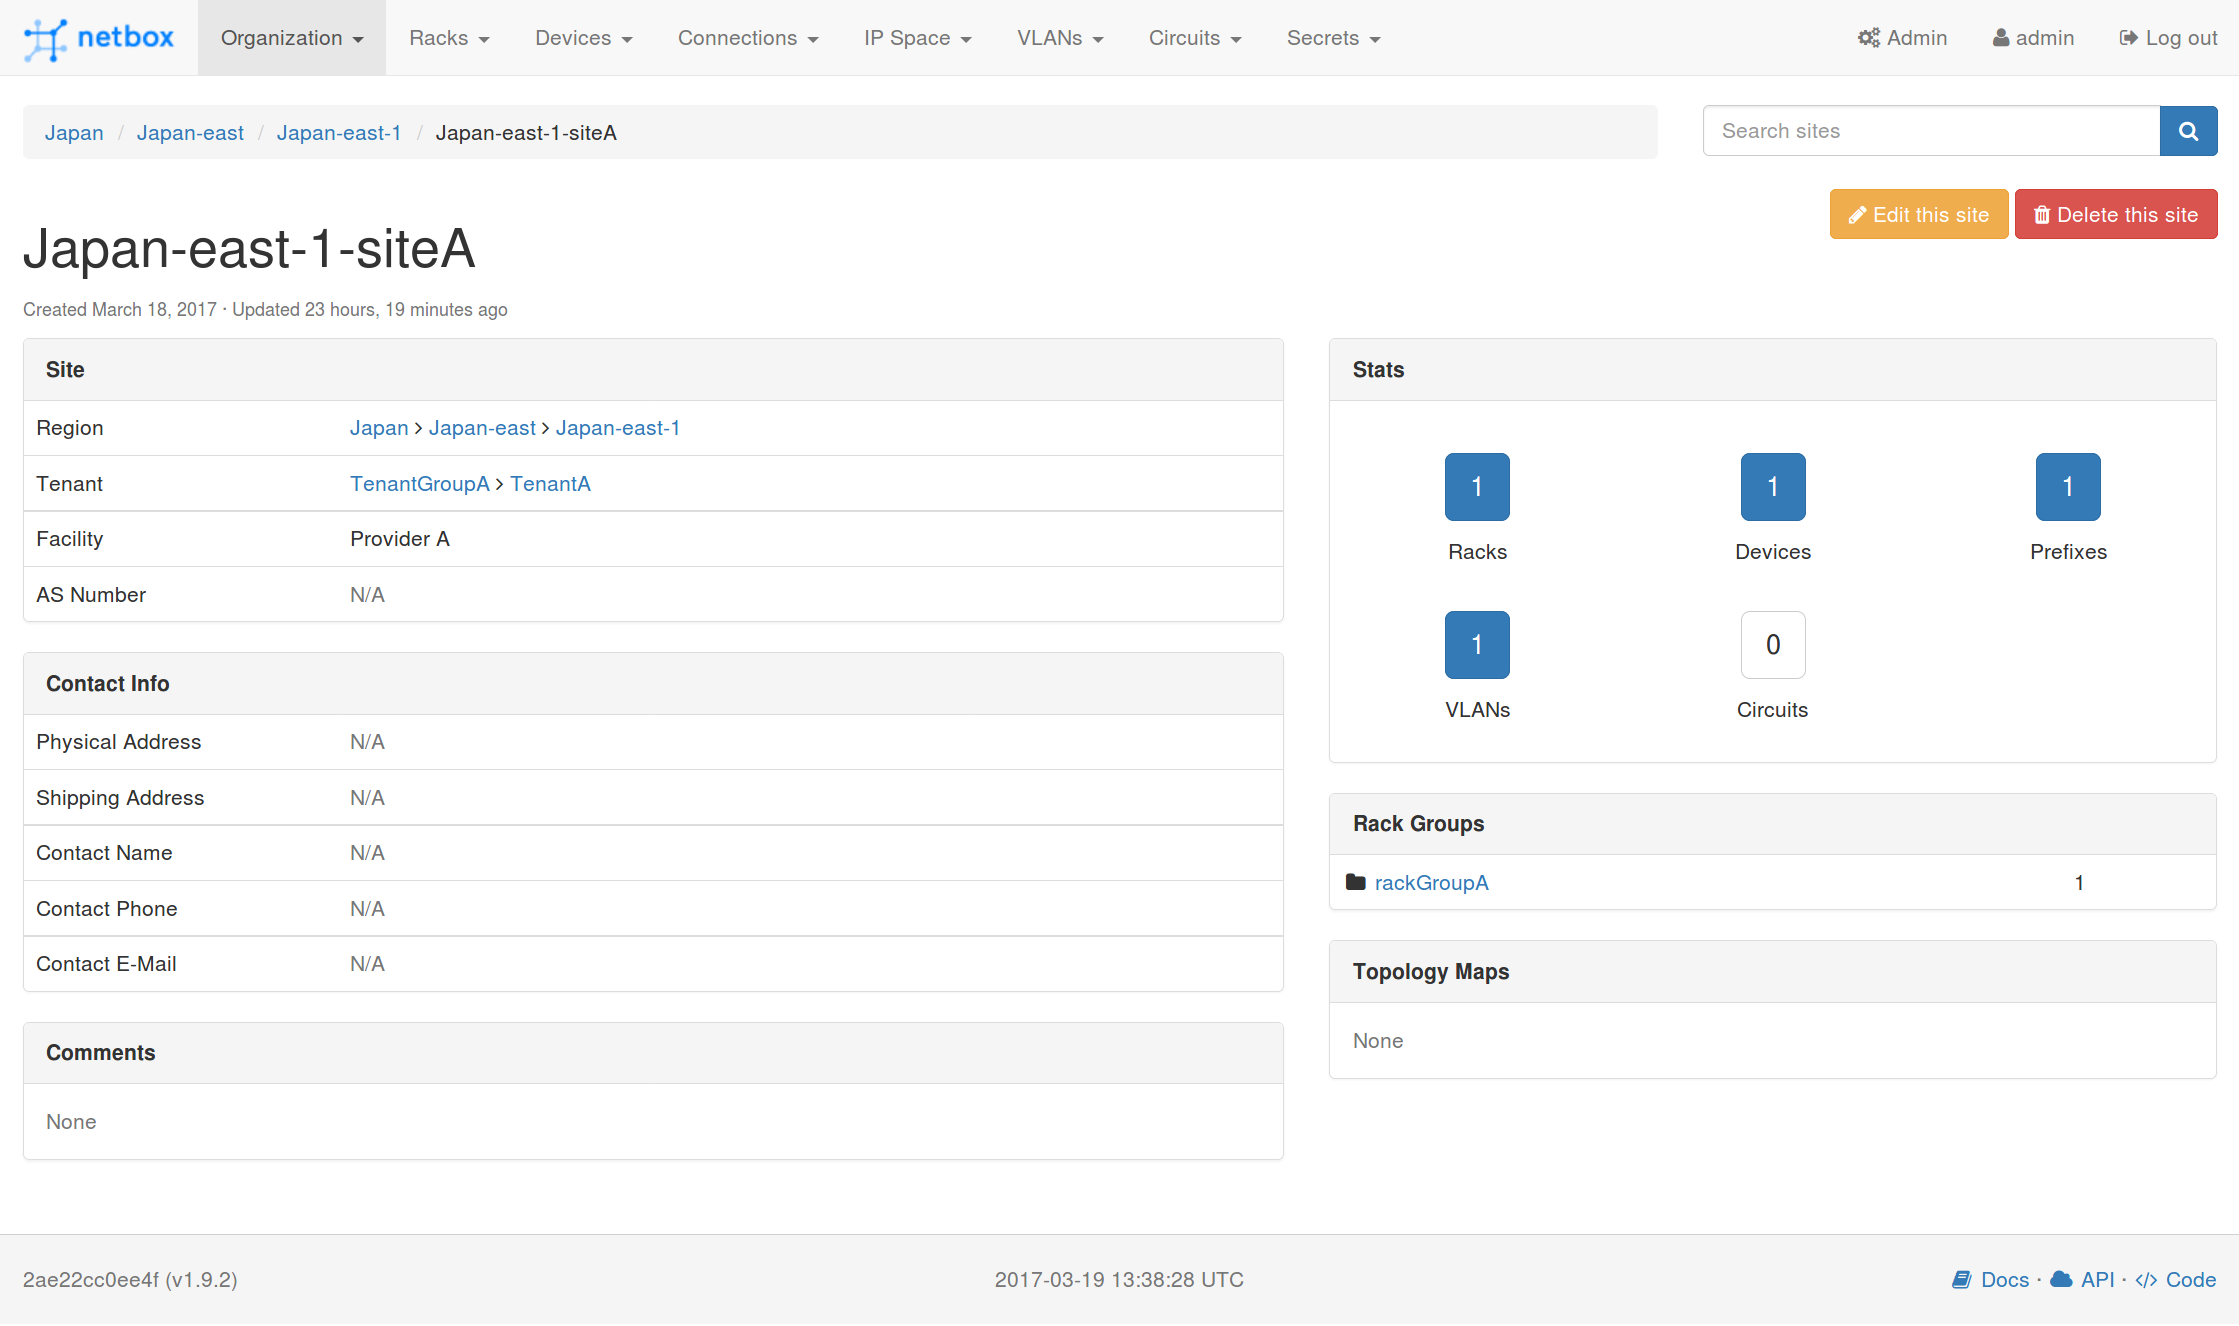 netbox Organization Racks Devices Connections IP Space VLANs Circuits Secrets Admin admin Log out
Japan / Japan-east / Japan-east-1 / Japan-east-1-siteA
Search sites
Edit this site Delete this site
Japan-east-1-siteA
Created March 18, 2017 · Updated 23 hours, 19 minutes ago
Site
Region Japan > Japan-east > Japan-east-1
Tenant TenantGroupA > TenantA
Facility Provider A
AS Number N/A
Contact Info
Physical Address N/A
Shipping Address N/A
Contact Name N/A
Contact Phone N/A
Contact E-Mail N/A
Comments
None
Stats
1 1 1
Racks Devices Prefixes
1 0
VLANs Circuits
Rack Groups
rackGroupA 1
Topology Maps
None
2ae22cc0ee4f (v1.9.2) 2017-03-19 13:38:28 UTC Docs · API · </> Code